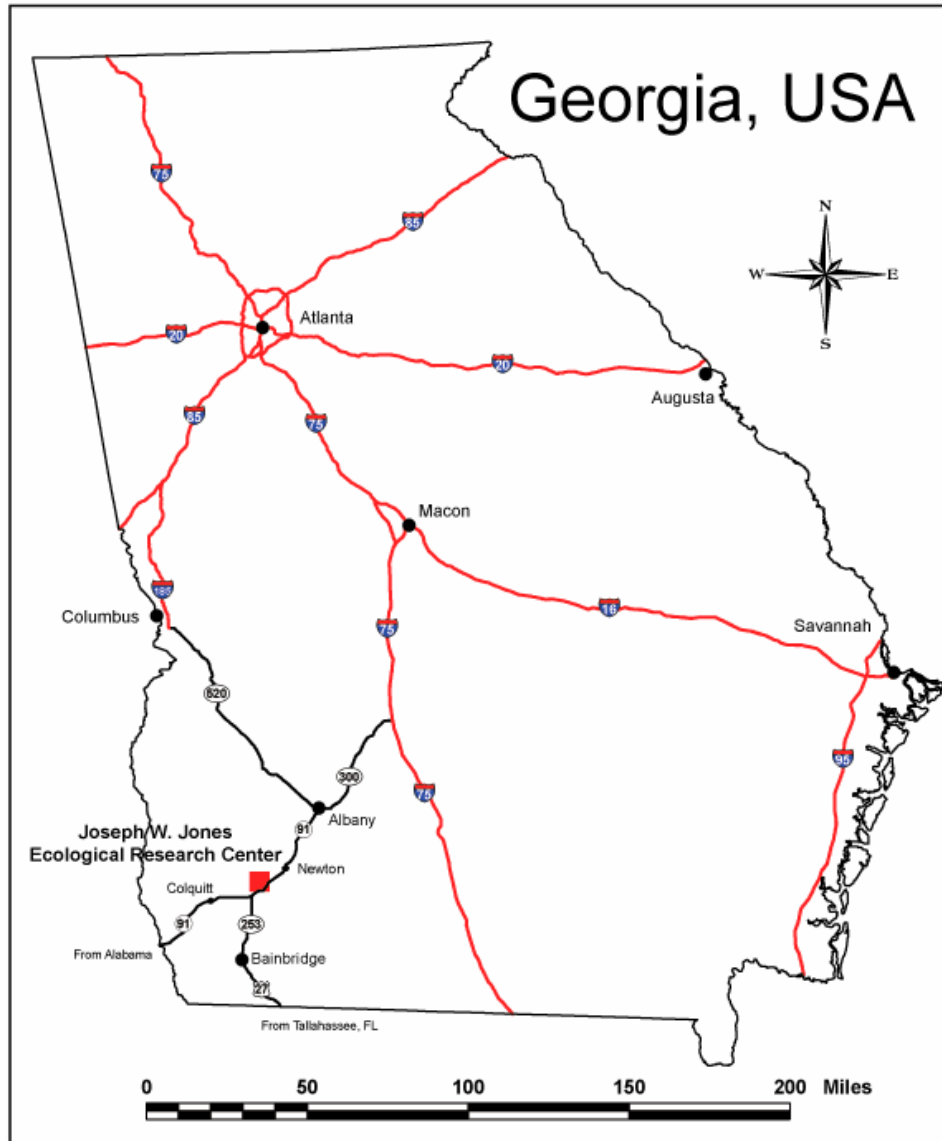 Georgia, USA
75
85
N
W E
S
Atlanta
20
20
Augusta
85
75
Macon
185
Columbus
16
75
Savannah
520
95
300
75
Albany
91
Joseph W. Jones
Ecological Research Center
Newton
Colquitt
91
253
From Alabama
Bainbridge
27
From Tallahassee, FL
0 50 100 150 200 Miles